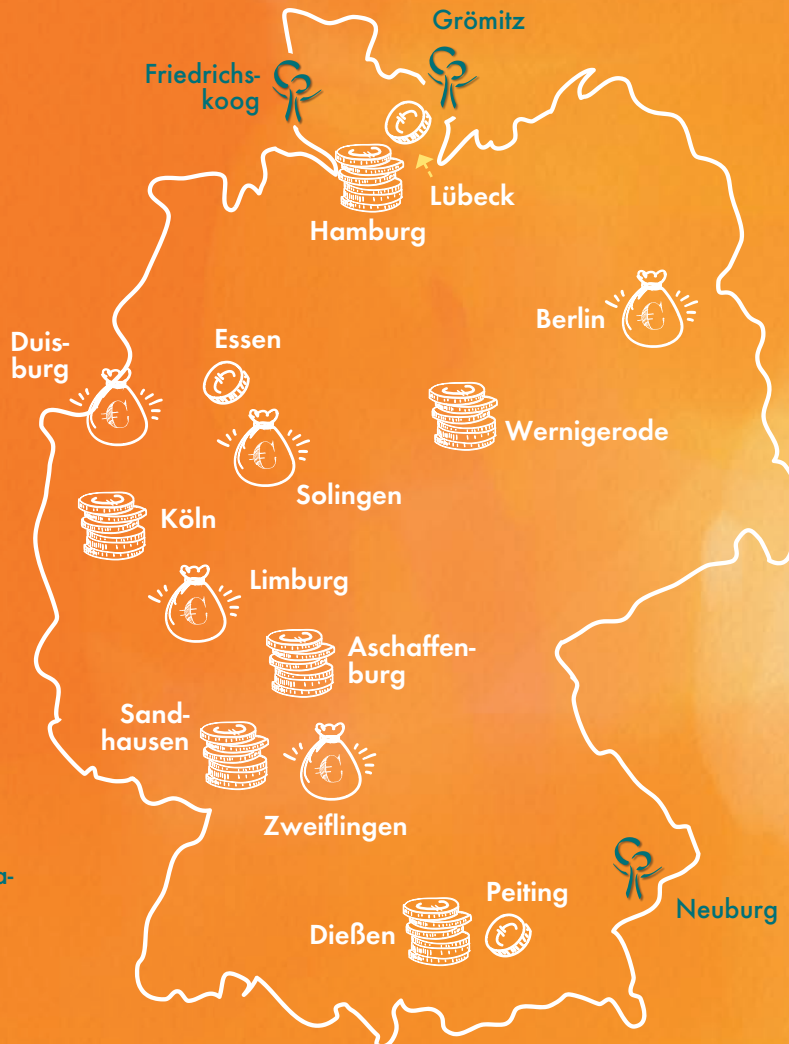 Grömitz
Friedrichs-
koog
Lübeck
Hamburg
Berlin
Duis-
burg
Essen
Wernigerode
Solingen
Köln
Limburg
Aschaffen-
burg
Sand-
hausen
Zweiflingen
a-
Peiting
Neuburg
Dießen